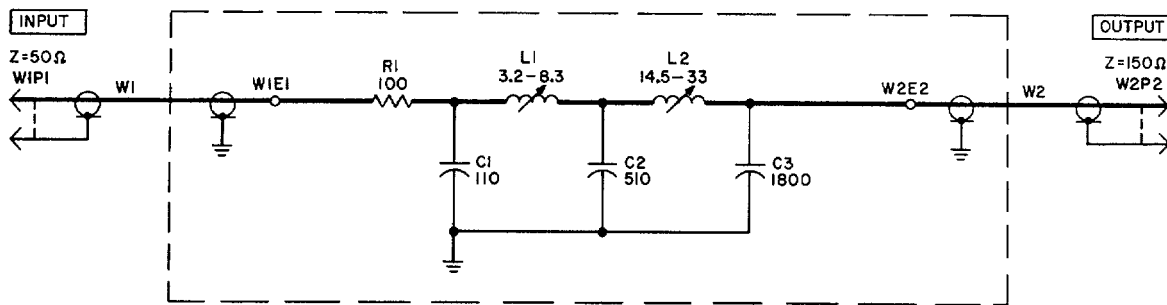 INPUT
OUTPUT
Z=50Ω
W1P1
W1
W1E1
R1
100
L1
3.2-8.3
L2
14.5-33
W2E2
W2
Z=150Ω
W2P2
C1
110
C2
510
C3
1800